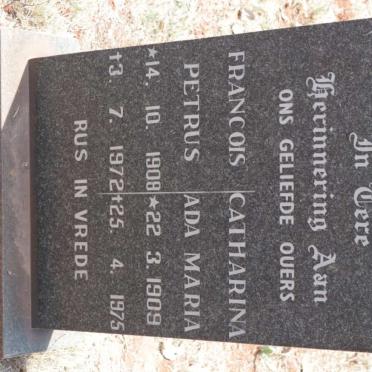 In Tere
Herinnering Aan
ONS GELIEFDE OUERS
FRANCOIS CATHARINA
PETRUS ADA MARIA
★14. 10. 1908 ★22. 3. 1909
†3. 7. 1972 †25. 4. 1975
RUS IN VREDE